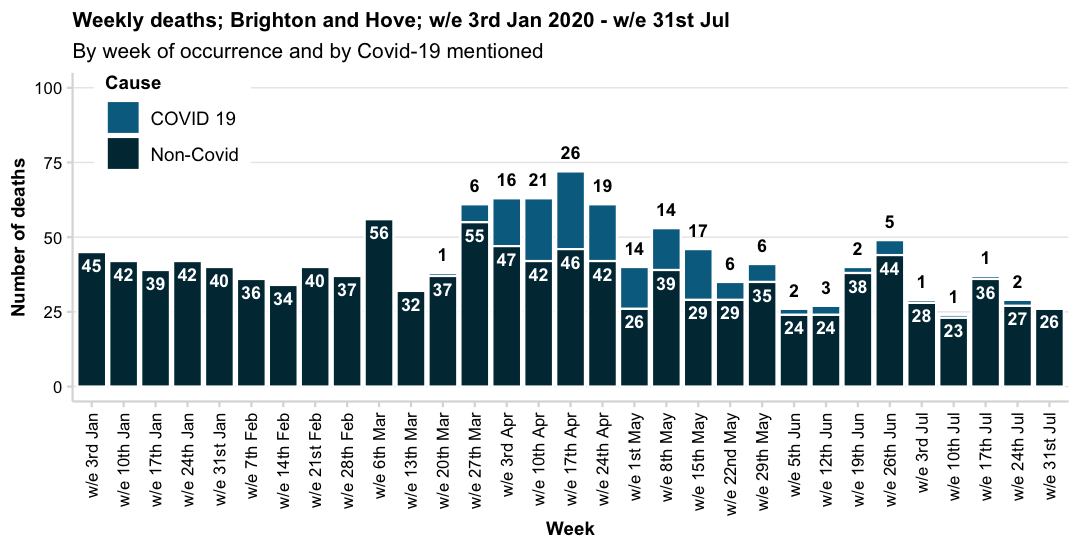 Weekly deaths; Brighton and Hove; w/e 3rd Jan 2020 - w/e 31st Jul
By week of occurrence and by Covid-19 mentioned
Cause
COVID 19
Non-Covid
Number of deaths
100
75
50
25
0
26
16 21 19
6 14 17 14 6 6 5
1 2 3 2 1 1 1 2
45 42 39 42 40 36 34 40 37 56 32 37 55 47 42 46 42 26 39 29 29 35 24 24 38 44 28 23 36 27 26
w/e 3rd Jan
w/e 10th Jan
w/e 17th Jan
w/e 24th Jan
w/e 31st Jan
w/e 7th Feb
w/e 14th Feb
w/e 21st Feb
w/e 28th Feb
w/e 6th Mar
w/e 13th Mar
w/e 20th Mar
w/e 27th Mar
w/e 3rd Apr
w/e 10th Apr
w/e 17th Apr
w/e 24th Apr
w/e 1st May
w/e 8th May
w/e 15th May
w/e 22nd May
w/e 29th May
w/e 5th Jun
w/e 12th Jun
w/e 19th Jun
w/e 26th Jun
w/e 3rd Jul
w/e 10th Jul
w/e 17th Jul
w/e 24th Jul
w/e 31st Jul
Week